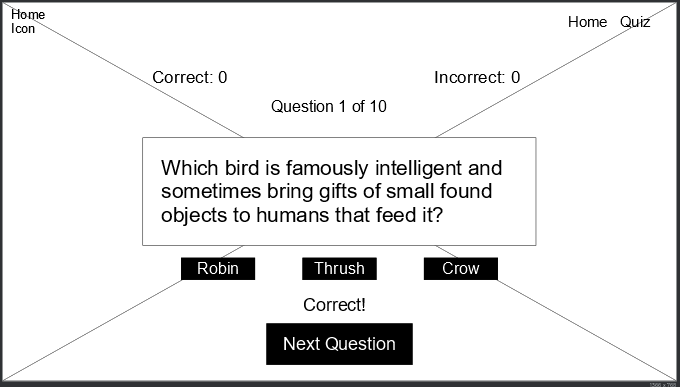 Home
Icon
Home Quiz
Correct: 0 Incorrect: 0
Question 1 of 10
Which bird is famously intelligent and
sometimes bring gifts of small found
objects to humans that feed it?
Robin Thrush Crow
Correct!
Next Question